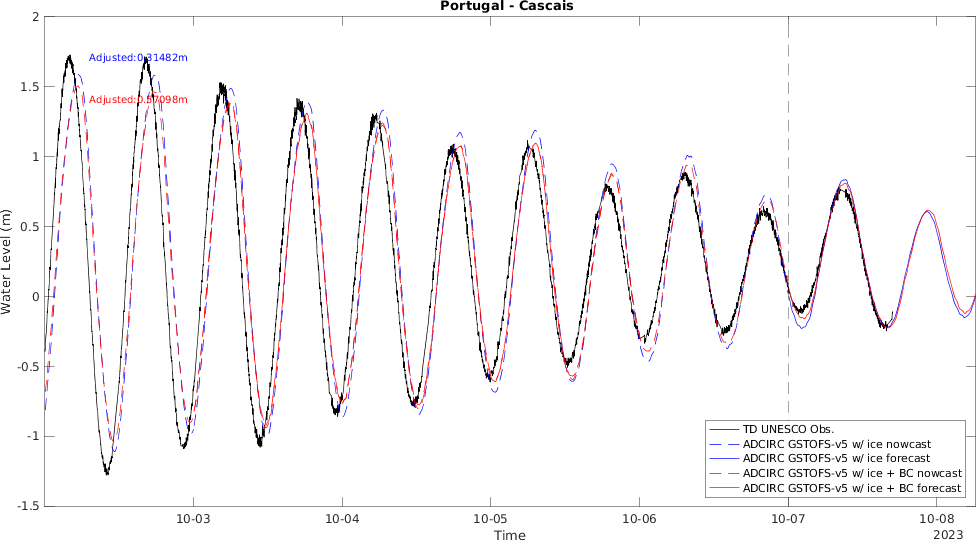 Portugal - Cascais
2
1.5
1
0.5
0
-0.5
-1
-1.5
Water Level (m)
Adjusted:0.31482m
Adjusted:0.57098m
10-03
10-04
10-05
10-06
10-07
10-08
Time
2023
TD UNESCO Obs.
ADCIRC GSTOFS-v5 w/ ice nowcast
ADCIRC GSTOFS-v5 w/ ice forecast
ADCIRC GSTOFS-v5 w/ ice + BC nowcast
ADCIRC GSTOFS-v5 w/ ice + BC forecast